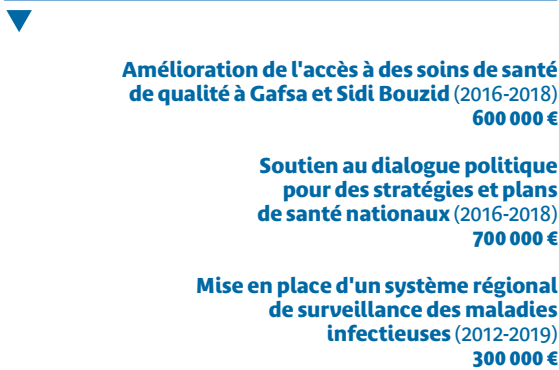 Amélioration de l'accès à des soins de santé
de qualité à Gafsa et Sidi Bouzid (2016-2018)
600 000 €
Soutien au dialogue politique
pour des stratégies et plans
de santé nationaux (2016-2018)
700 000 €
Mise en place d'un système régional
de surveillance des maladies
infectieuses (2012-2019)
300 000 €